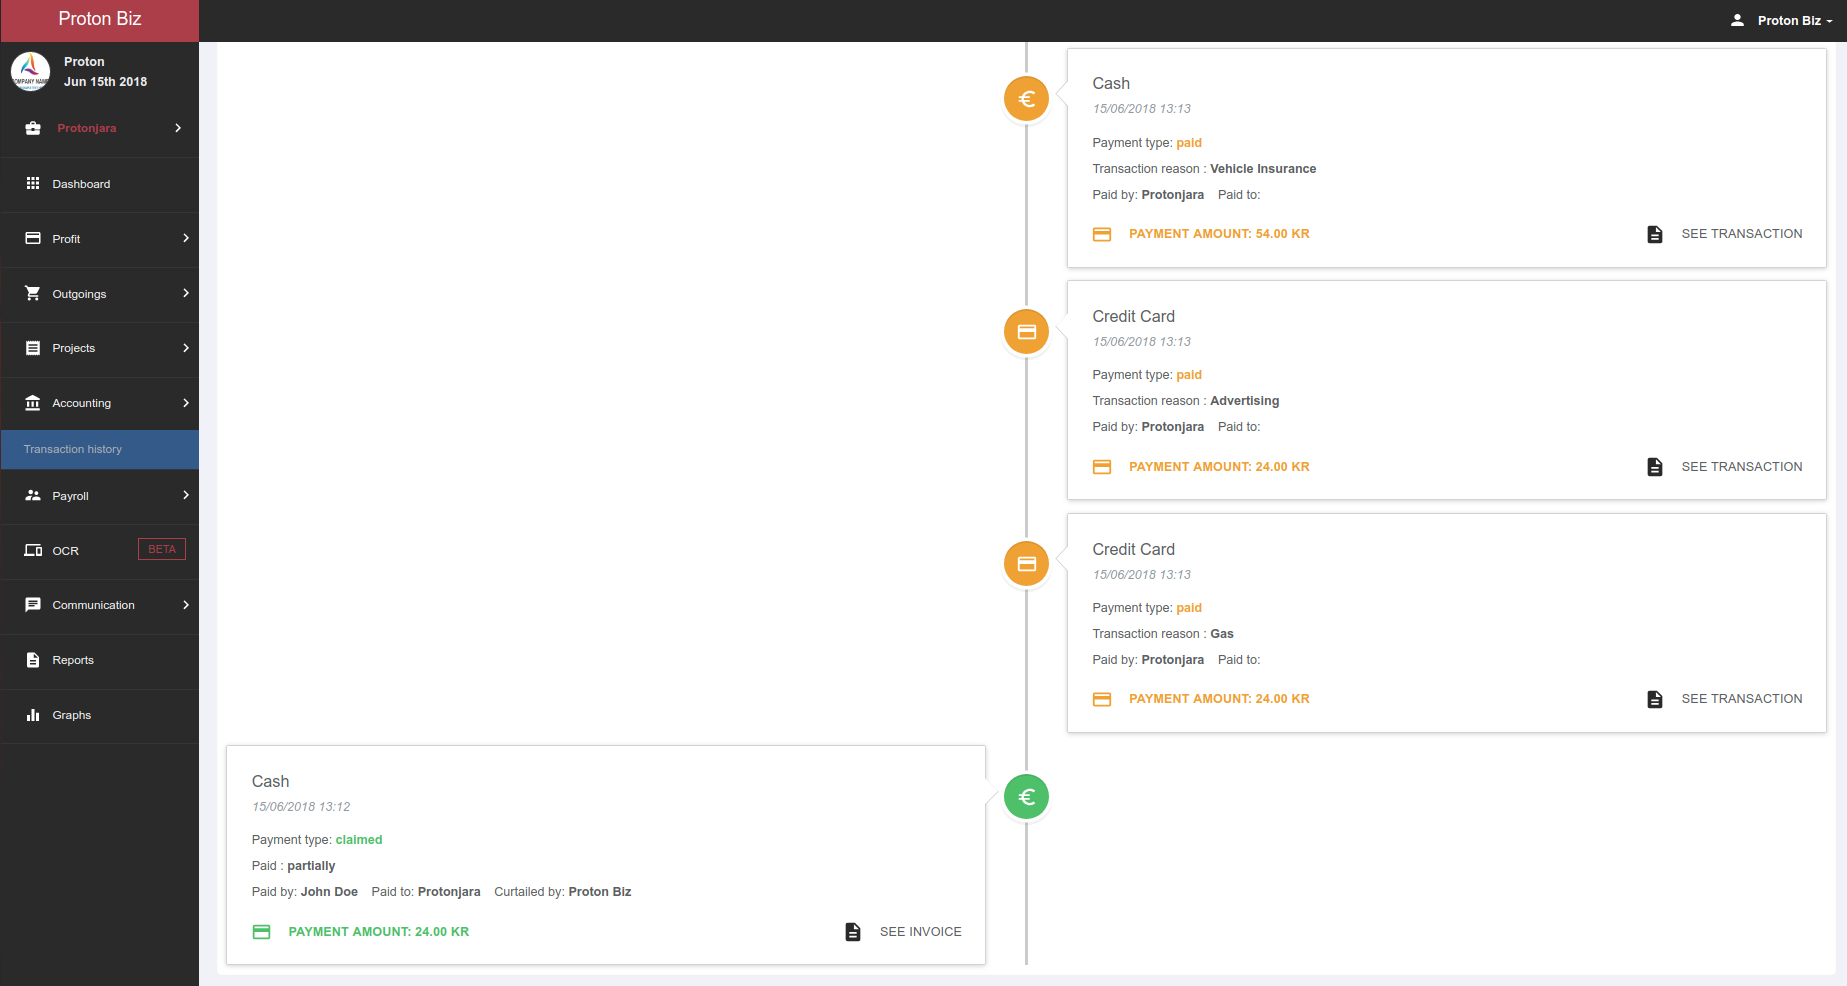 Proton Biz
Proton Biz
Proton
Jun 15th 2018
COMPANY NAME
Protonjara
Dashboard
Profit
Outgoings
Projects
Accounting
Transaction history
Payroll
OCR BETA
Communication
Reports
Graphs
Cash
15/06/2018 13:13
Payment type: paid
Transaction reason : Vehicle Insurance
Paid by: Protonjara Paid to:
PAYMENT AMOUNT: 54.00 KR SEE TRANSACTION
Credit Card
15/06/2018 13:13
Payment type: paid
Transaction reason : Advertising
Paid by: Protonjara Paid to:
PAYMENT AMOUNT: 24.00 KR SEE TRANSACTION
Credit Card
15/06/2018 13:13
Payment type: paid
Transaction reason : Gas
Paid by: Protonjara Paid to:
PAYMENT AMOUNT: 24.00 KR SEE TRANSACTION
Cash
15/06/2018 13:12
Payment type: claimed
Paid : partially
Paid by: John Doe Paid to: Protonjara Curtailed by: Proton Biz
PAYMENT AMOUNT: 24.00 KR SEE INVOICE